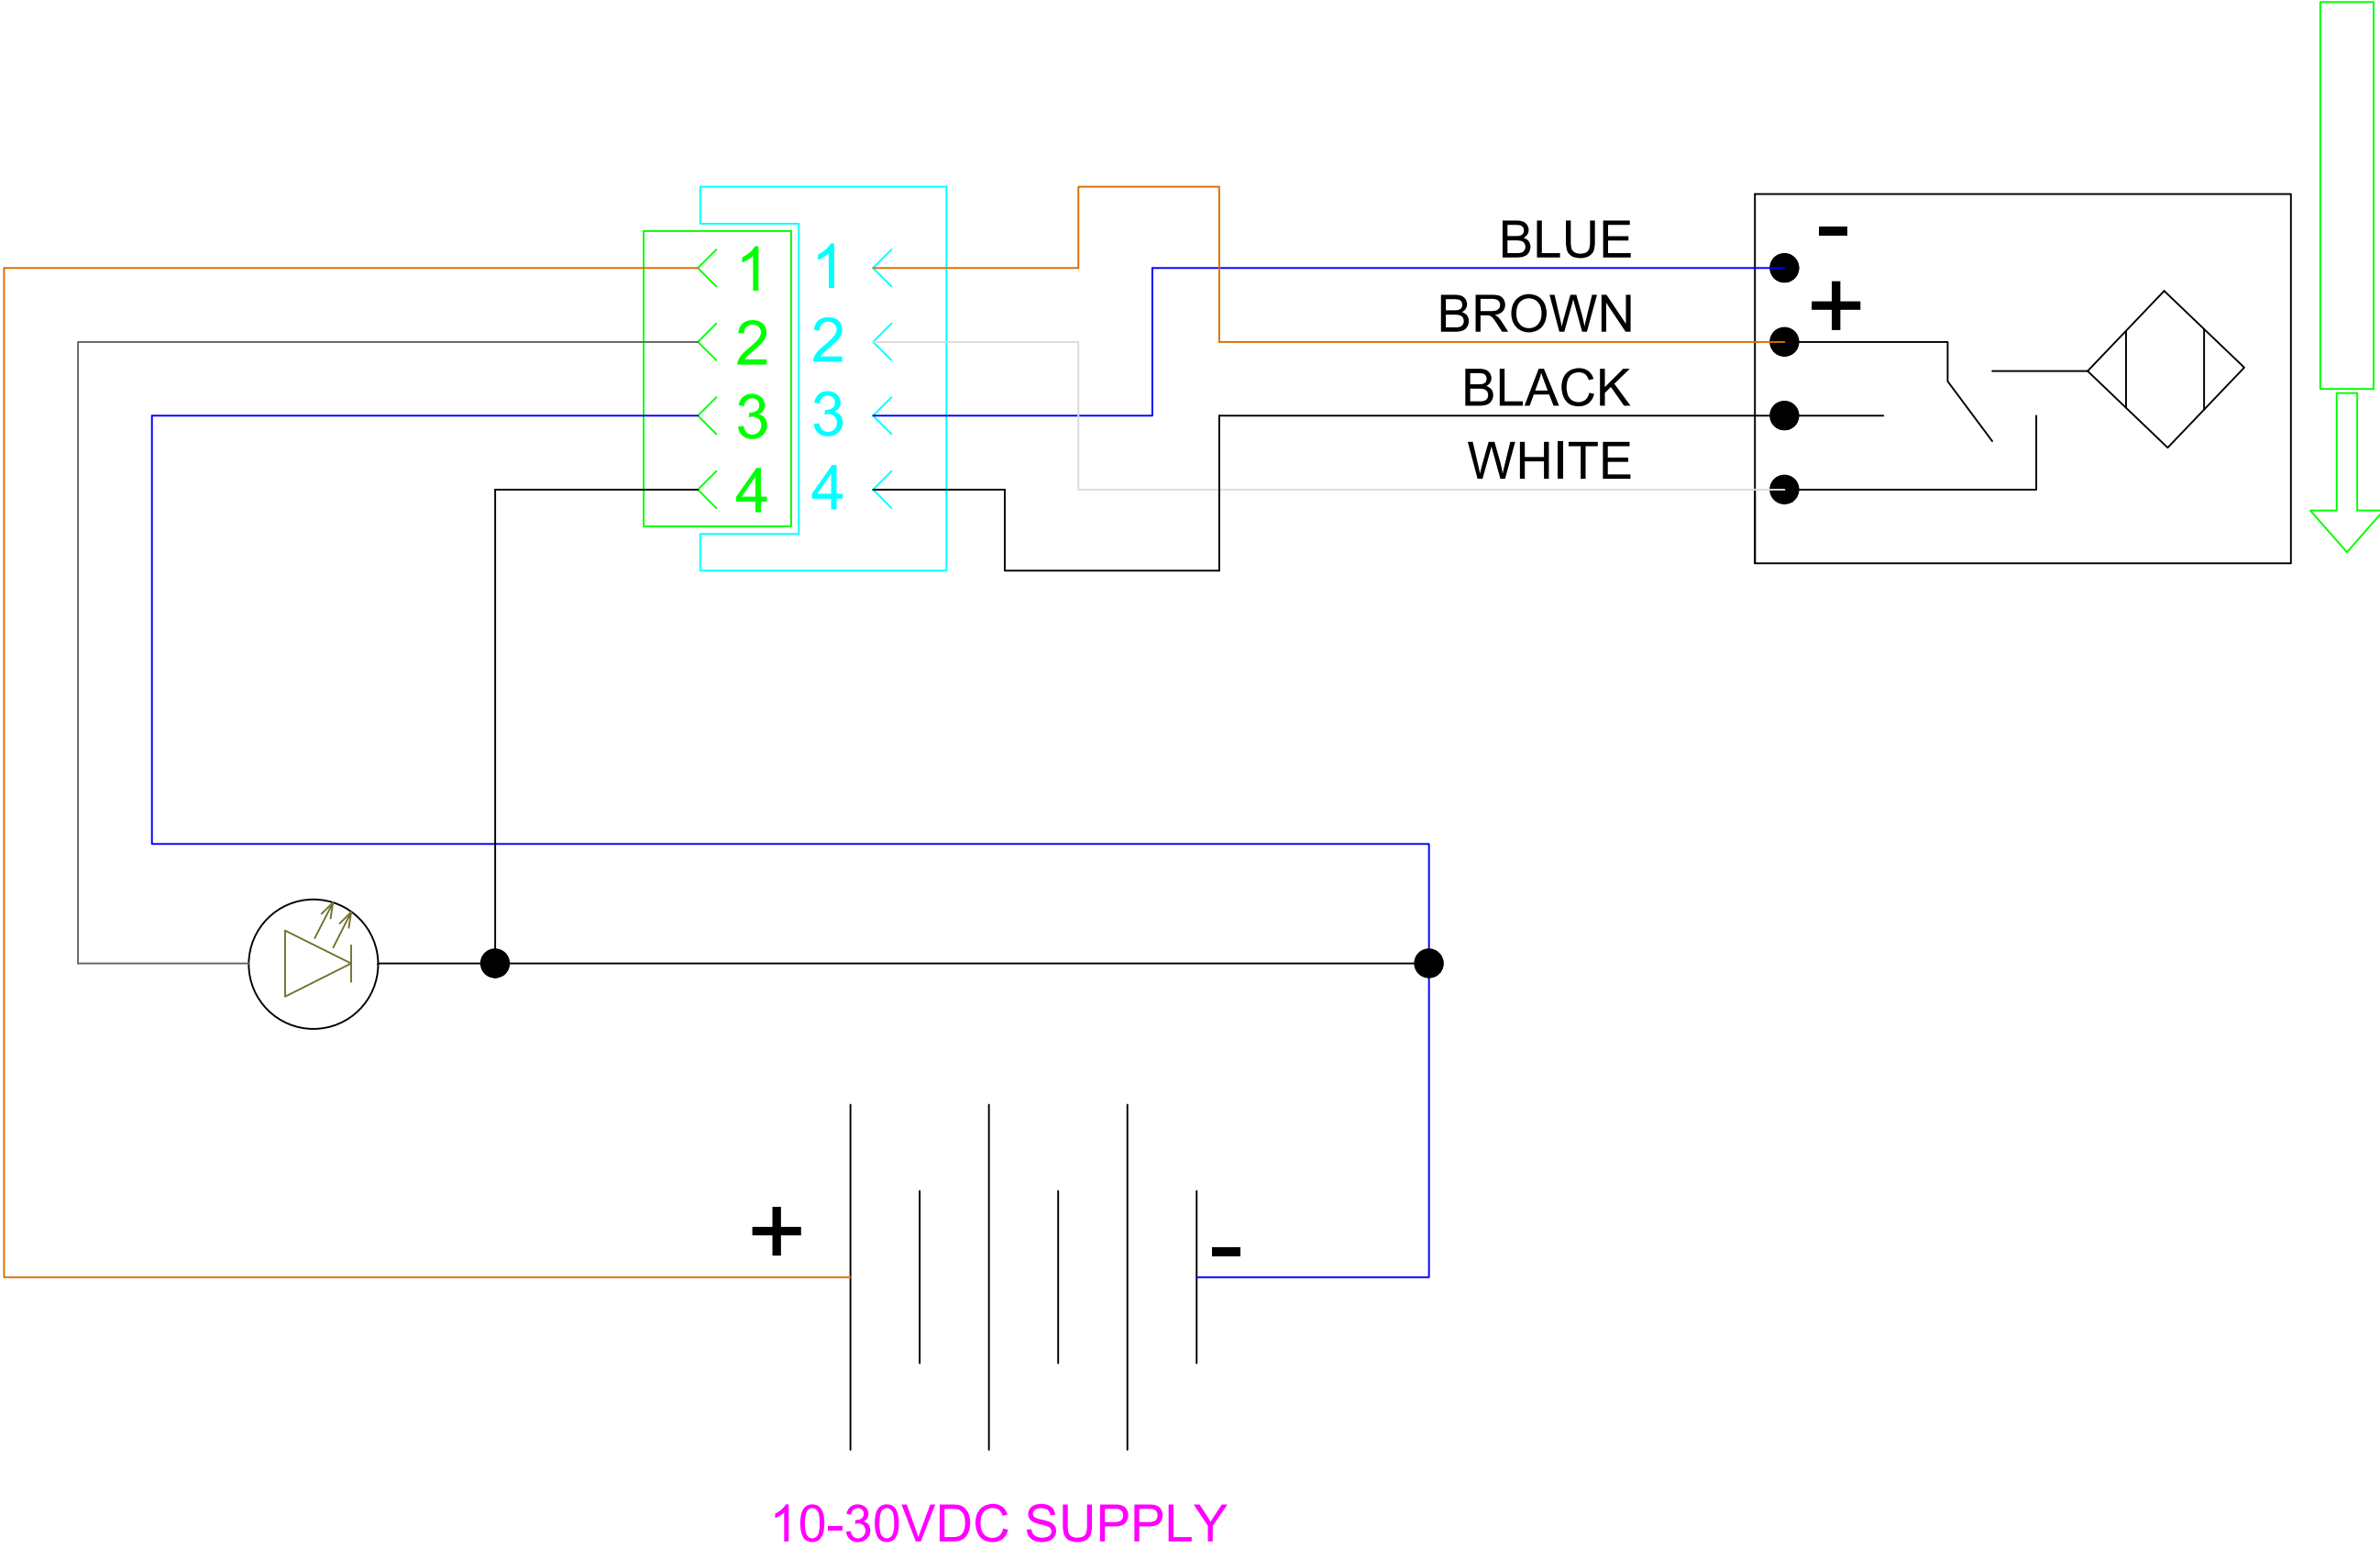 BLUE -
1 1
BROWN +
2 2
BLACK
3 3
WHITE
4 4
+ -
10-30VDC SUPPLY